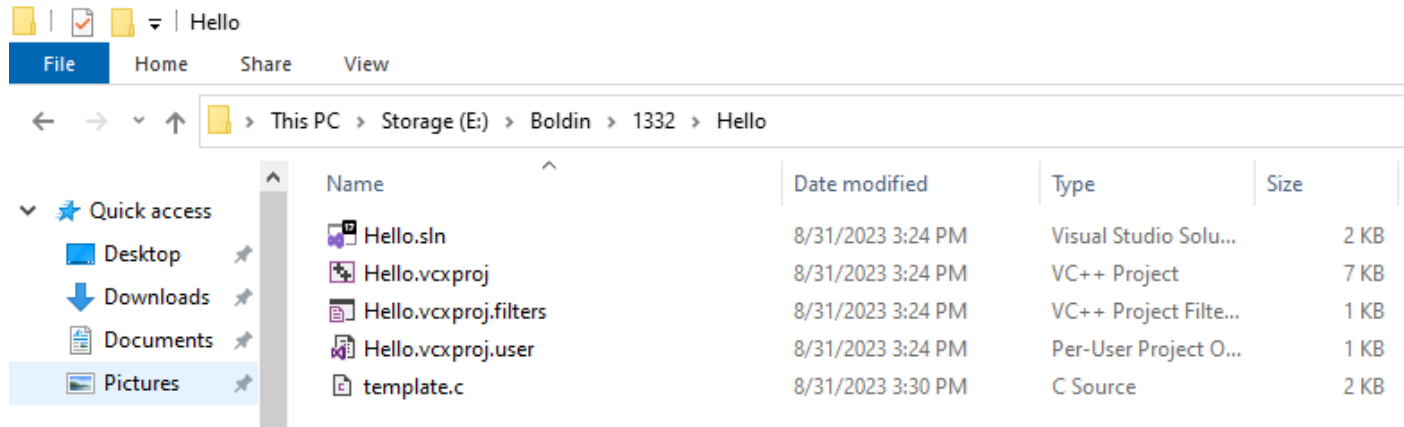 Hello
File Home Share View
This PC > Storage (E:) > Boldin > 1332 > Hello
Name Date modified Type Size
Quick access
Desktop
Downloads
Documents
Pictures
Hello.sln 8/31/2023 3:24 PM Visual Studio Solu... 2 KB
Hello.vcxproj 8/31/2023 3:24 PM VC++ Project 7 KB
Hello.vcxproj.filters 8/31/2023 3:24 PM VC++ Project Filte... 1 KB
Hello.vcxproj.user 8/31/2023 3:24 PM Per-User Project O... 1 KB
template.c 8/31/2023 3:30 PM C Source 2 KB